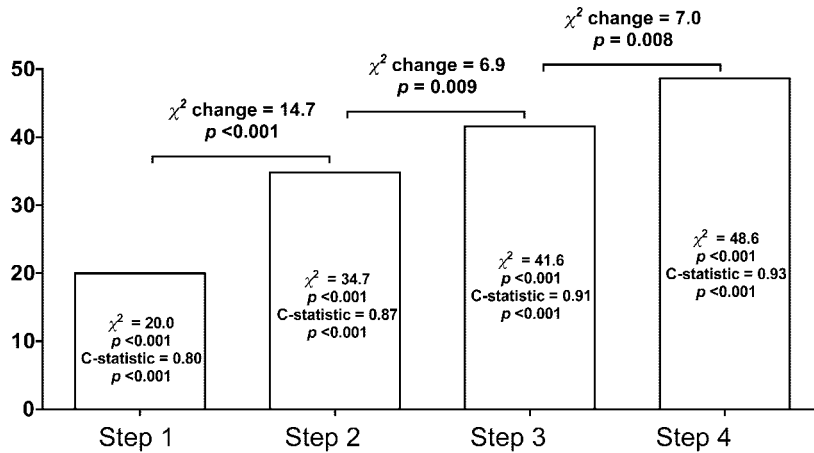 χ² change = 7.0
p = 0.008
χ² change = 6.9
p = 0.009
χ² change = 14.7
p <0.001
50
40
30
20
10
0
χ² = 20.0
p <0.001
C-statistic = 0.80
p <0.001
χ² = 34.7
p <0.001
C-statistic = 0.87
p <0.001
χ² = 41.6
p <0.001
C-statistic = 0.91
p <0.001
χ² = 48.6
p <0.001
C-statistic = 0.93
p <0.001
Step 1
Step 2
Step 3
Step 4